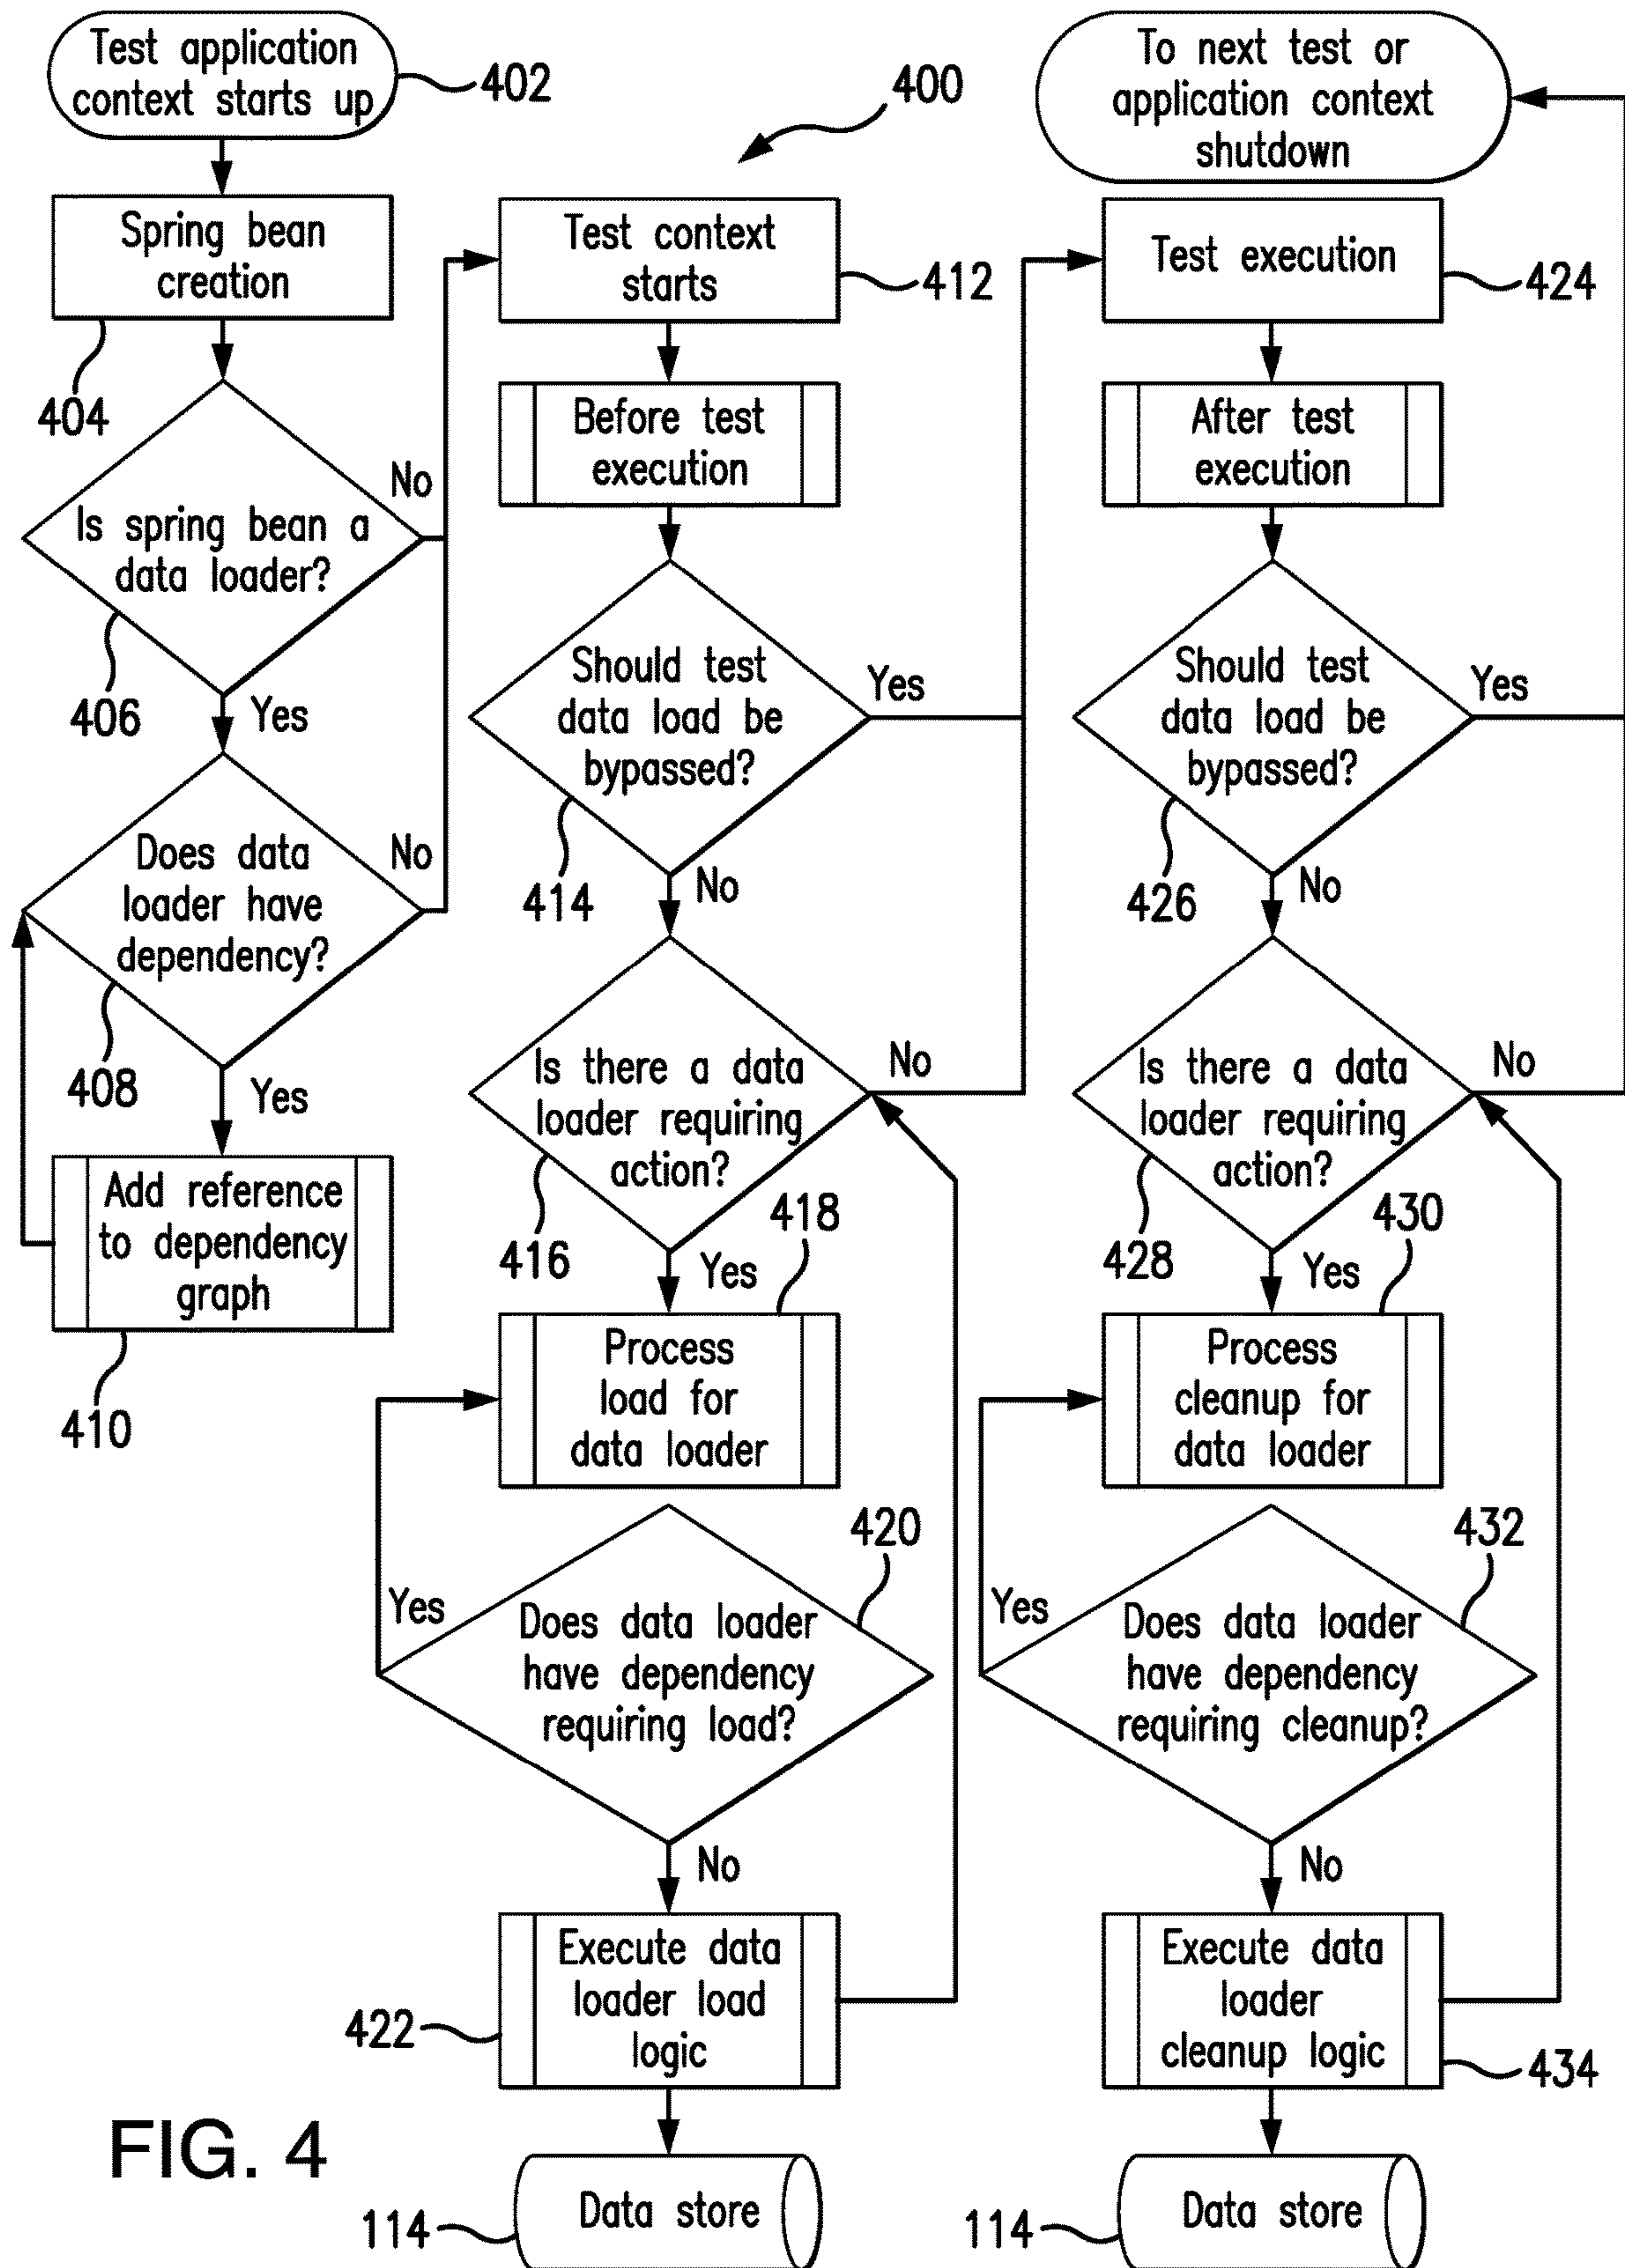 Test application
context starts up
402
Spring bean
creation
404
No
Is spring bean a
data loader?
406
Yes
Does data
loader have
dependency?
No
408
Yes
Add reference
to dependency
graph
410
400
Test context
starts
412
Before test
execution
Should test
data load be
bypassed?
Yes
414
No
Is there a data
loader requiring
action?
No
416
418
Yes
Process
load for
data loader
420
Yes
Does data loader
have dependency
requiring load?
No
Execute data
loader load
logic
422
Data store
114
To next test or
application context
shutdown
Test execution
424
After test
execution
Should test
data load be
bypassed?
Yes
426
No
Is there a data
loader requiring
action?
No
428
430
Yes
Process
cleanup for
data loader
432
Yes
Does data loader
have dependency
requiring cleanup?
No
Execute data
loader
cleanup logic
434
Data store
114
FIG. 4